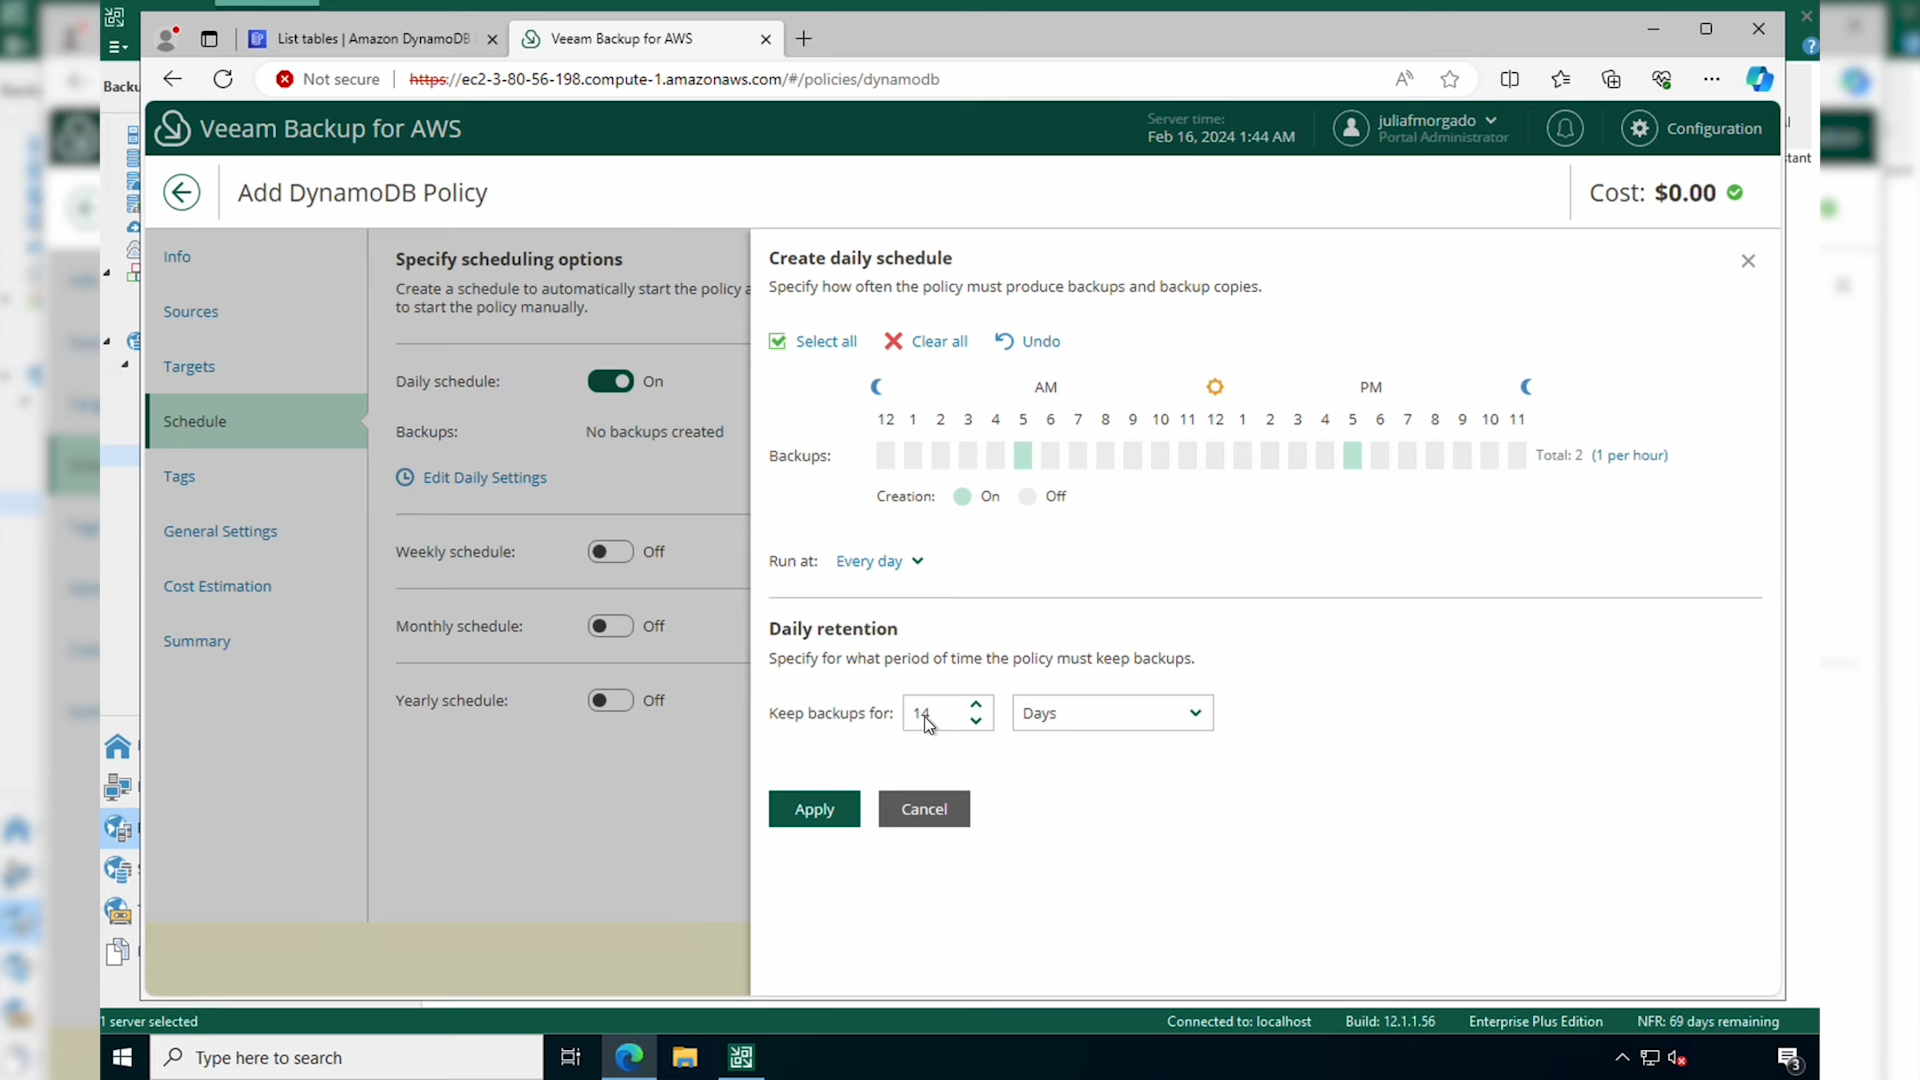 List tables | Amazon DynamoDB
Veeam Backup for AWS
Not secure
https://ec2-3-80-56-198.compute-1.amazonaws.com/#/policies/dynamodb
Backu
Veeam Backup for AWS
Server time:
Feb 16, 2024 1:44 AM
juliafmorgado
Portal Administrator
Configuration
tant
Add DynamoDB Policy
Cost: $0.00
Info
Sources
Targets
Schedule
Tags
General Settings
Cost Estimation
Summary
Specify scheduling options
Create a schedule to automatically start the policy a
to start the policy manually.
Daily schedule:
On
Backups:
No backups created
Edit Daily Settings
Weekly schedule:
Off
Monthly schedule:
Off
Yearly schedule:
Off
Create daily schedule
Specify how often the policy must produce backups and backup copies.
Select all
Clear all
Undo
AM
PM
12 1 2 3 4 5 6 7 8 9 10 11 12 1 2 3 4 5 6 7 8 9 10 11
Backups:
Total: 2 (1 per hour)
Creation:
On
Off
Run at: Every day
Daily retention
Specify for what period of time the policy must keep backups.
Keep backups for: 14 Days
Apply
Cancel
1 server selected
Connected to: localhost
Build: 12.1.1.56
Enterprise Plus Edition
NFR: 69 days remaining
Type here to search
3